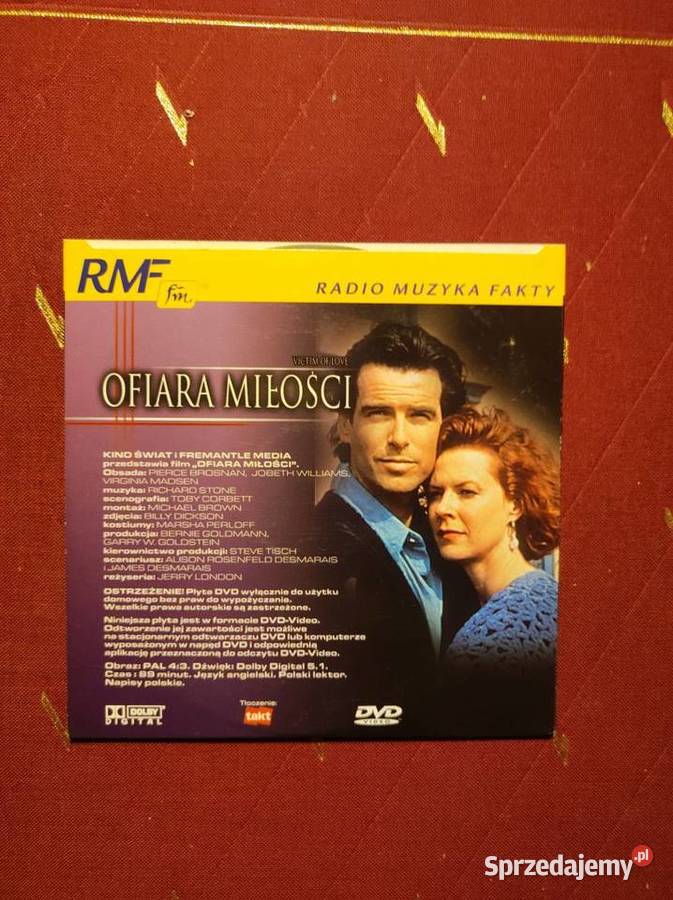 RMF fm
RADIO MUZYKA FAKTY
VICTIM OF LOVE
OFIARA MIŁOŚCI
KINO ŚWIAT i FREMANTLE MEDIA
przedstawia film „OFIARA MIŁOŚCI”.
Obsada: PIERCE BROSNAN, JOBETH WILLIAMS,
VIRGINIA MADSEN
muzyka: RICHARD STONE
scenografia: TOBY CORBETT
montaż: MICHAEL BROWN
zdjęcia: BILLY DICKSON
kostiumy: MARSHA PERLOFF
produkcja: BERNIE GOLDMANN,
GARRY W. GOLDSTEIN
kierownictwo produkcji: STEVE TISCH
scenariusz: ALISON ROSENFELD DESMARAIS
i JAMES DESMARAIS
reżyseria: JERRY LONDON
OSTRZEŻENIE! Płyta DVD wyłącznie do użytku
domowego bez praw do wypożyczania.
Wszelkie prawa autorskie są zastrzeżone.
Niniejsza płyta jest w formacie DVD-Video.
Odtworzenie jej zawartości jest możliwe
na stacjonarnym odtwarzaczu DVD lub komputerze
wyposażonym w napęd DVD i odpowiednią
aplikację przeznaczoną do odczytu DVD-Video.
Obraz: PAL 4:3. Dźwięk: Dolby Digital 5.1.
Czas : 89 minut. Język angielski. Polski lektor.
Napisy polskie.
DOLBY
DIGITAL
Tłoczenie:
takt
DVD
VIDEO
Sprzedajemy.pl